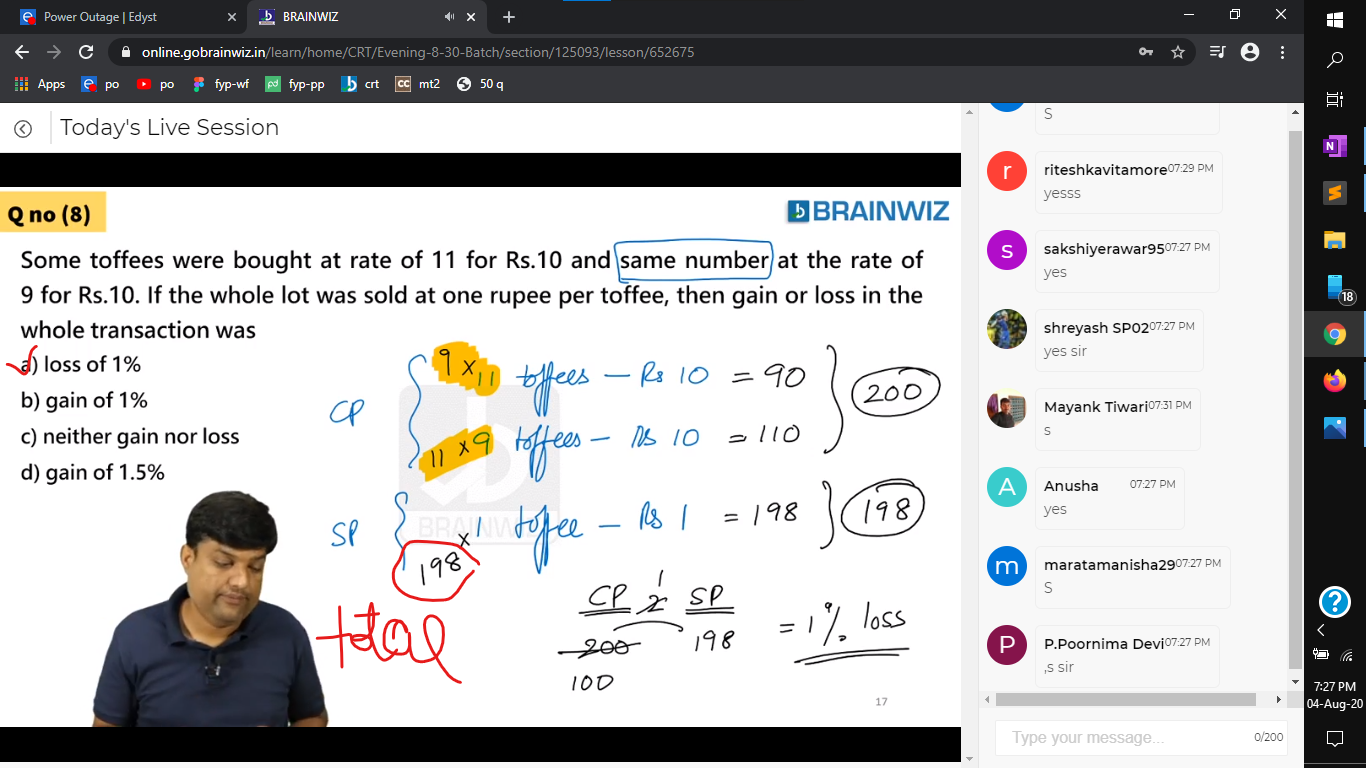 Power Outage | Edyst
BRAINWIZ
online.gobrainwiz.in/learn/home/CRT/Evening-8-30-Batch/section/125093/lesson/652675
Apps po po fyp-wf fyp-pp crt mt2 50 q
Today's Live Session
Q no (8)
BRAINWIZ
Some toffees were bought at rate of 11 for Rs.10 and same number at the rate of
9 for Rs.10. If the whole lot was sold at one rupee per toffee, then gain or loss in the
whole transaction was
a) loss of 1%
b) gain of 1%
c) neither gain nor loss
d) gain of 1.5%
CP
9 x 11 toffees — Rs 10 = 90
11 x 9 toffees — Rs 10 = 110
200
SP
198 x 1 toffee — Rs 1 = 198
198
BRAINWIZ
total
CP 1 2 SP
200 198
100
= 1% loss
17
S
riteshkavitamore 07:29 PM
yesss
s
sakshiyerawar95 07:27 PM
yes
shreyash SP02 07:27 PM
yes sir
Mayank Tiwari 07:31 PM
s
A
Anusha 07:27 PM
yes
m
maratamanisha29 07:27 PM
S
P
P.Poornima Devi 07:27 PM
,s sir
Type your message... 0/200
18
7:27 PM
04-Aug-20